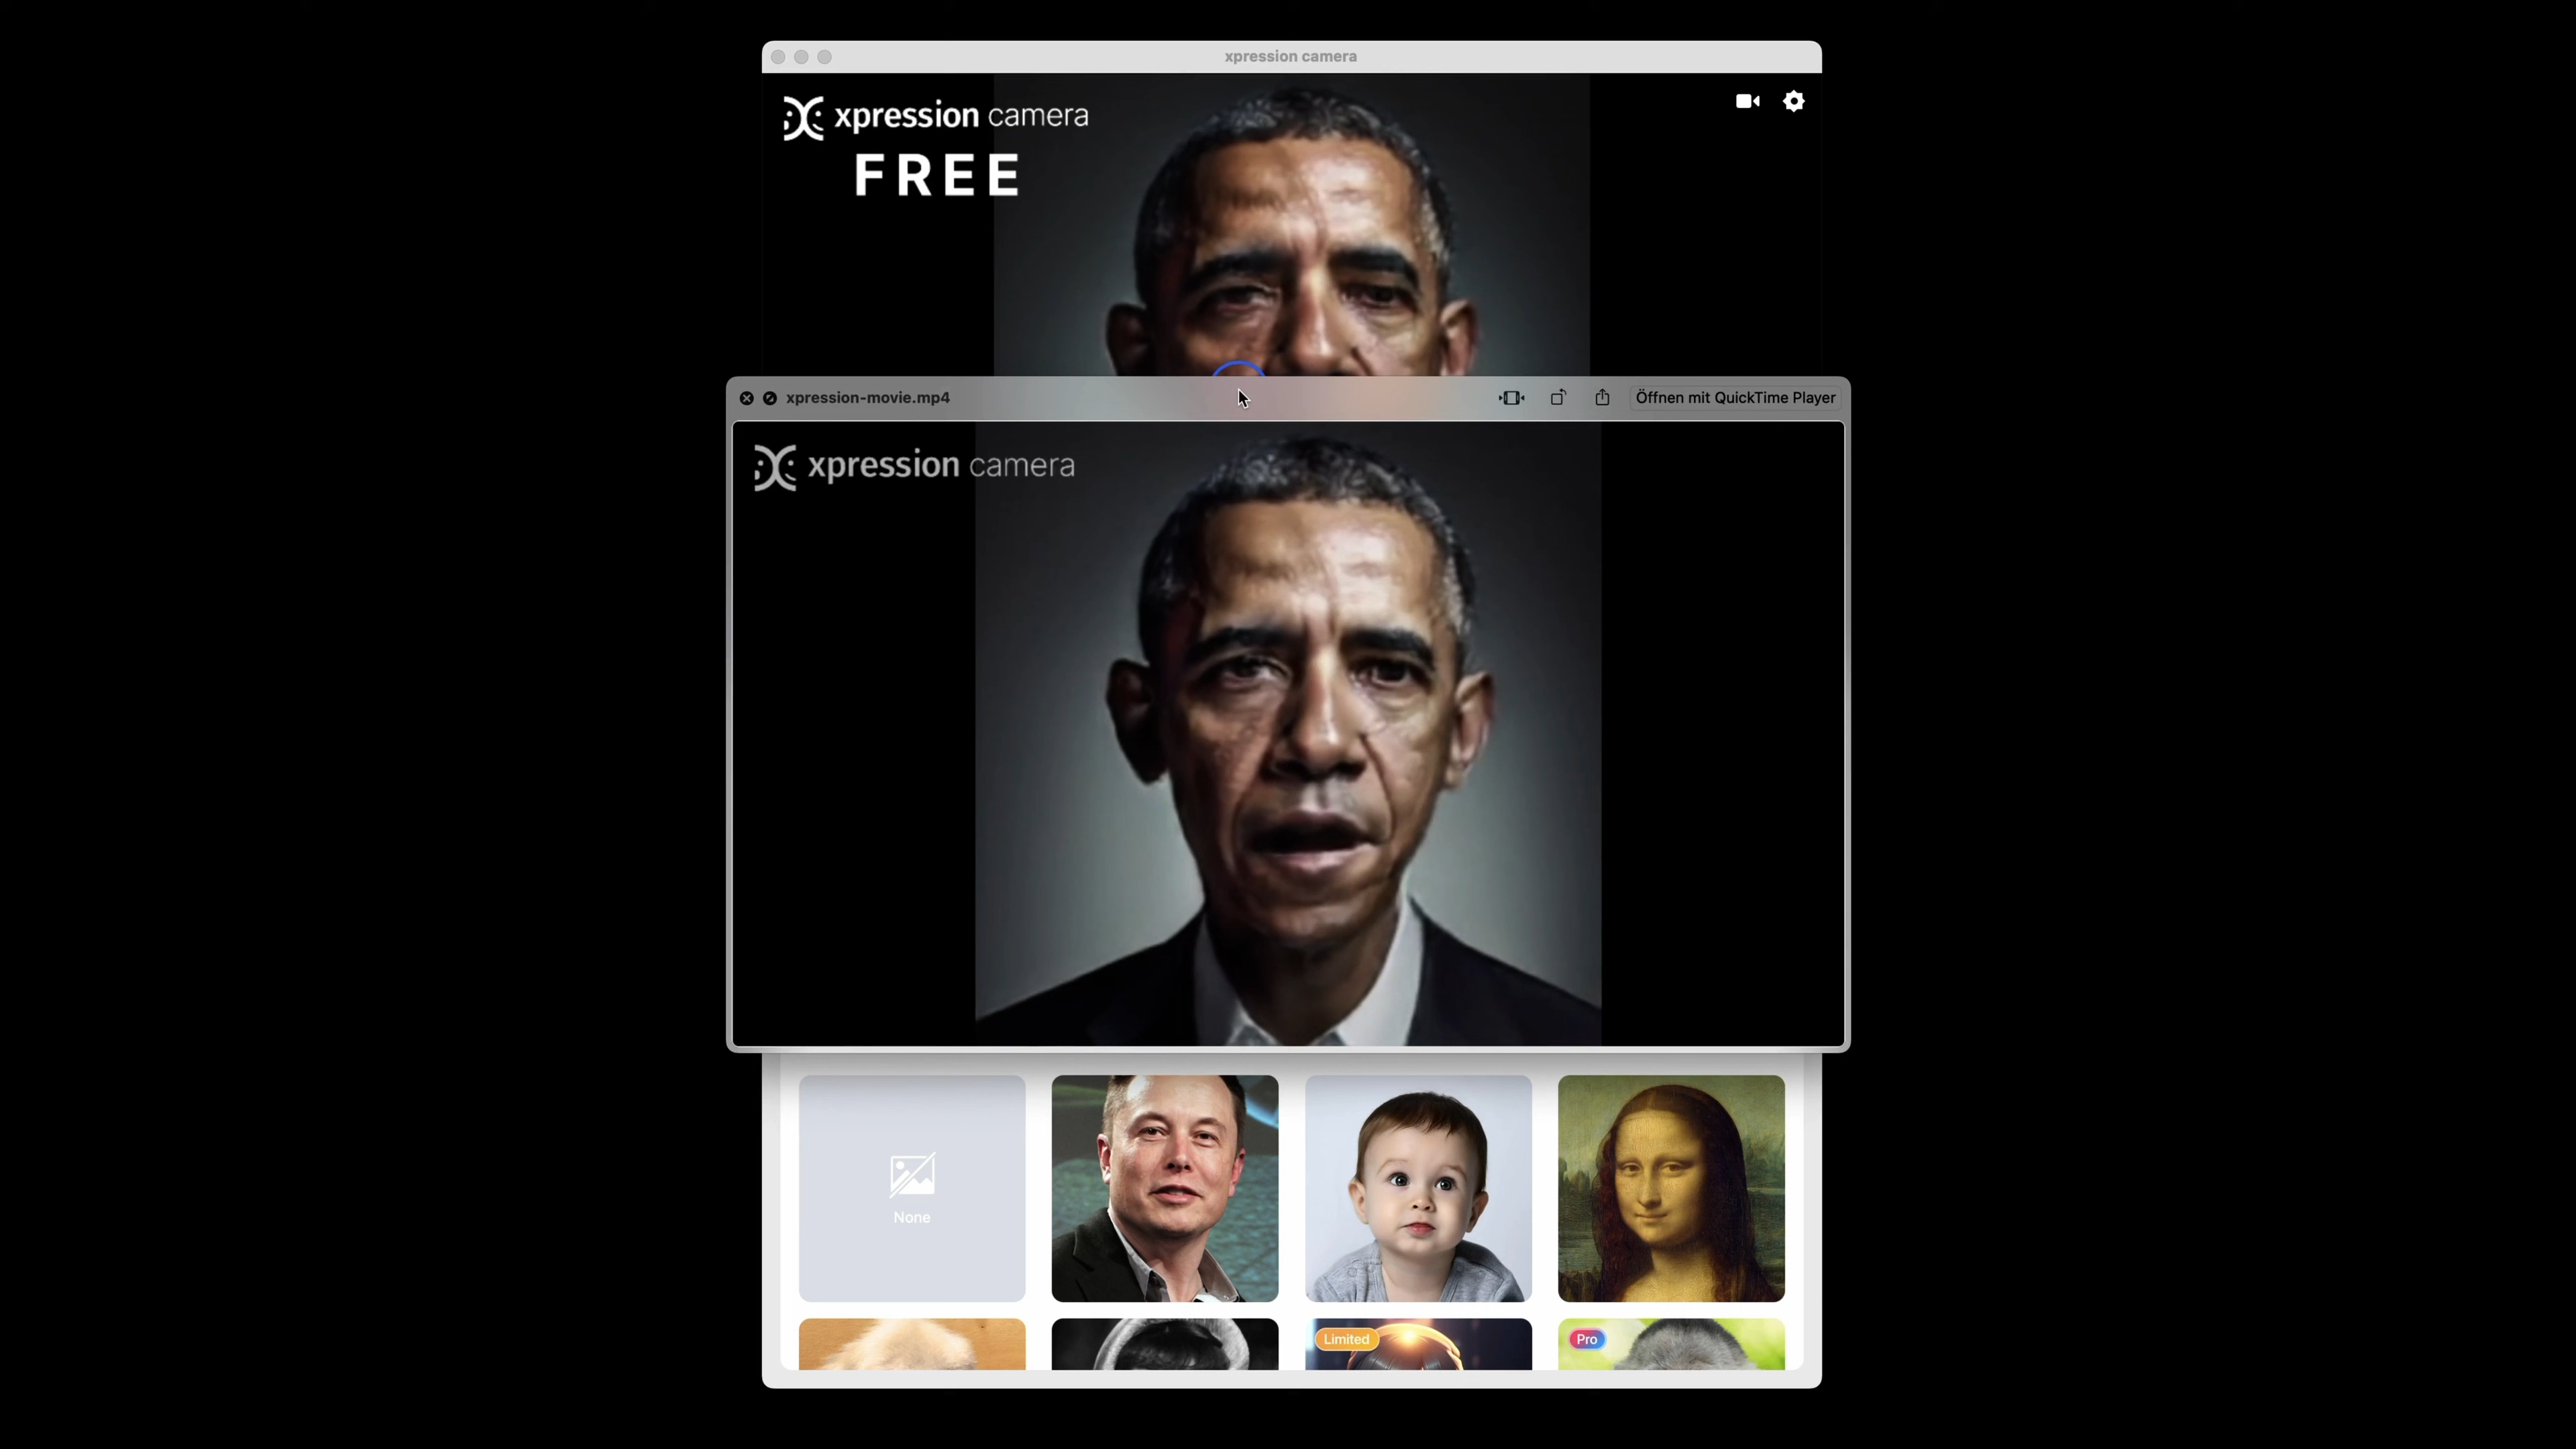 xpression camera
xpression camera
FREE
xpression-movie.mp4
Öffnen mit QuickTime Player
xpression camera
None
Limited
Pro